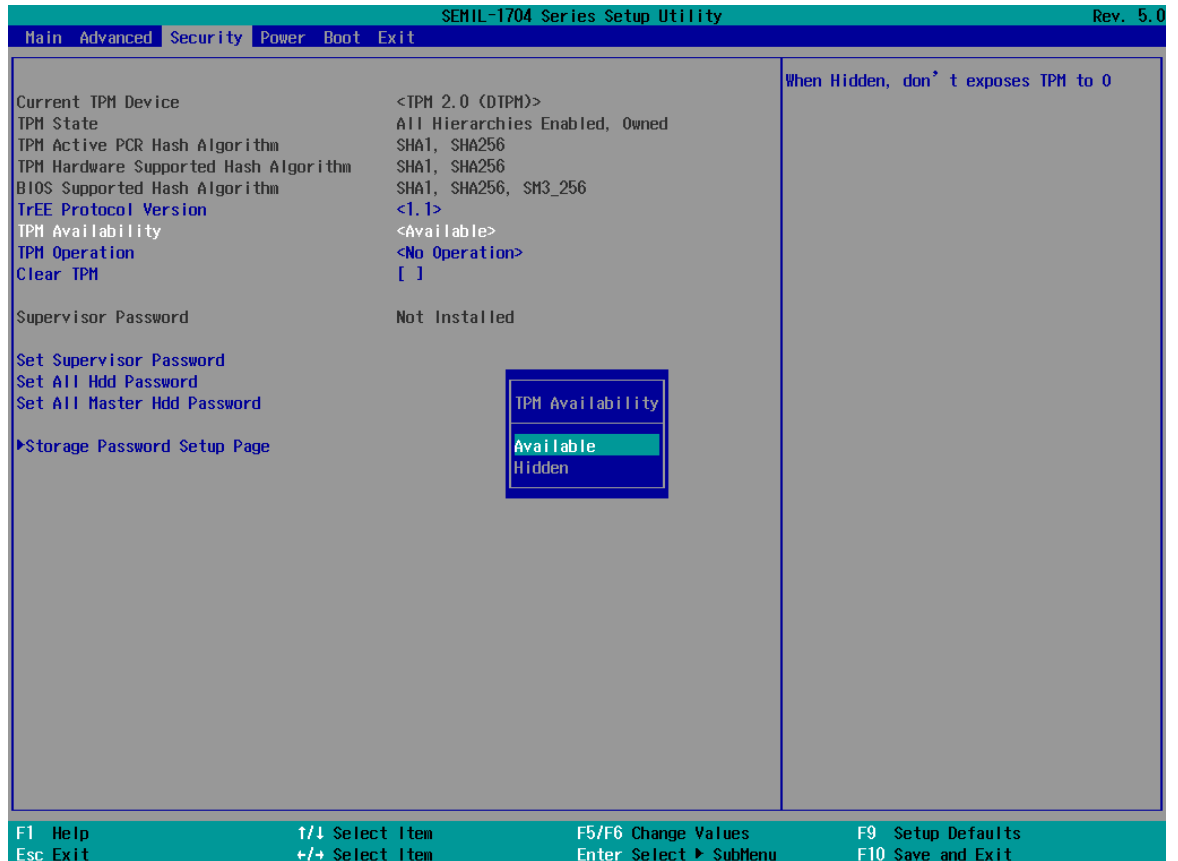 SEMIL-1704 Series Setup Utility Rev. 5.0
Main Advanced Security Power Boot Exit
When Hidden, don't exposes TPM to 0
Current TPM Device <TPM 2.0 (DTPM)>
TPM State All Hierarchies Enabled, Owned
TPM Active PCR Hash Algorithm SHA1, SHA256
TPM Hardware Supported Hash Algorithm SHA1, SHA256
BIOS Supported Hash Algorithm SHA1, SHA256, SM3_256
TrEE Protocol Version <1.1>
TPM Availability <Available>
TPM Operation <No Operation>
Clear TPM [ ]
Supervisor Password Not Installed
Set Supervisor Password
Set All Hdd Password
Set All Master Hdd Password
▶Storage Password Setup Page
TPM Availability
Available
Hidden
F1 Help ↑/↓ Select Item F5/F6 Change Values F9 Setup Defaults
Esc Exit ←/→ Select Item Enter Select ▶ SubMenu F10 Save and Exit